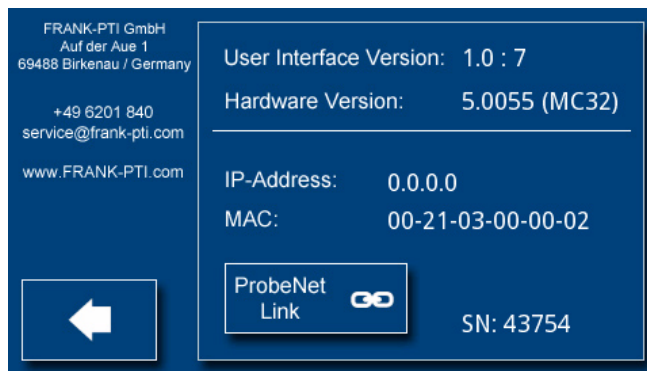 FRANK-PTI GmbH
Auf der Aue 1
69488 Birkenau / Germany
+49 6201 840
service@frank-pti.com
www.FRANK-PTI.com
User Interface Version: 1.0 : 7
Hardware Version: 5.0055 (MC32)
IP-Address: 0.0.0.0
MAC: 00-21-03-00-00-02
ProbeNet
Link
SN: 43754